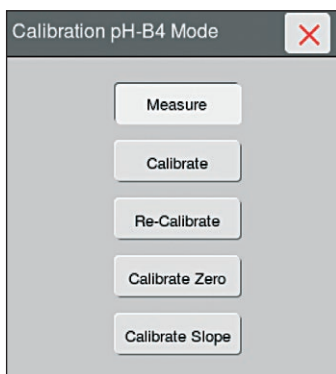 Calibration pH-B4 Mode
Measure
Calibrate
Re-Calibrate
Calibrate Zero
Calibrate Slope